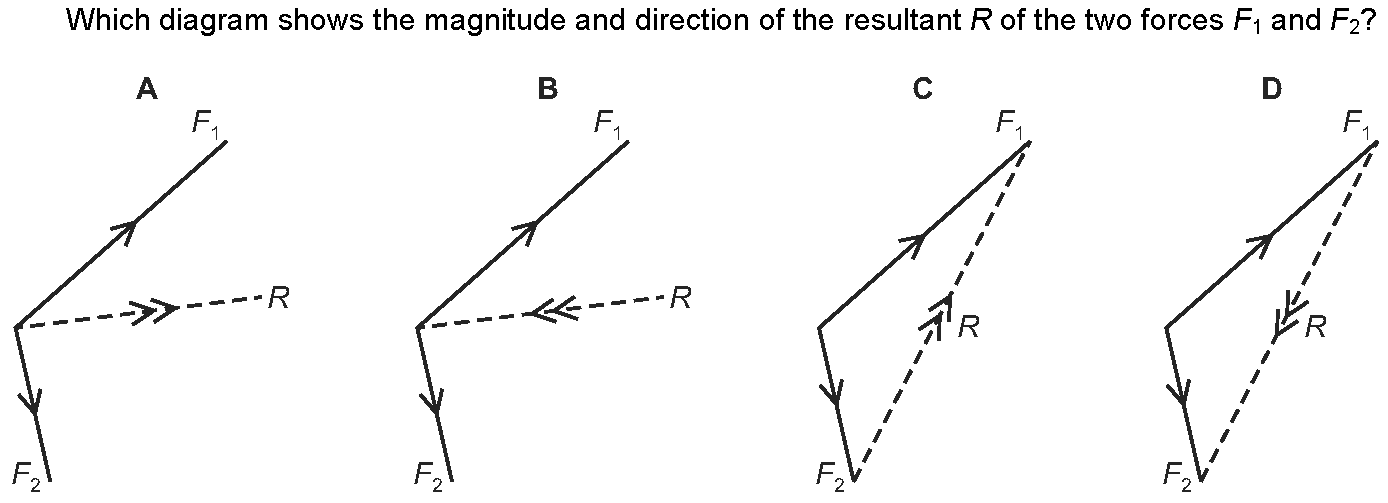 Which diagram shows the magnitude and direction of the resultant R of the two forces F₁ and F₂?
A B C D
F₁ F₁ F₁ F₁
R R
R R
F₂ F₂ F₂ F₂